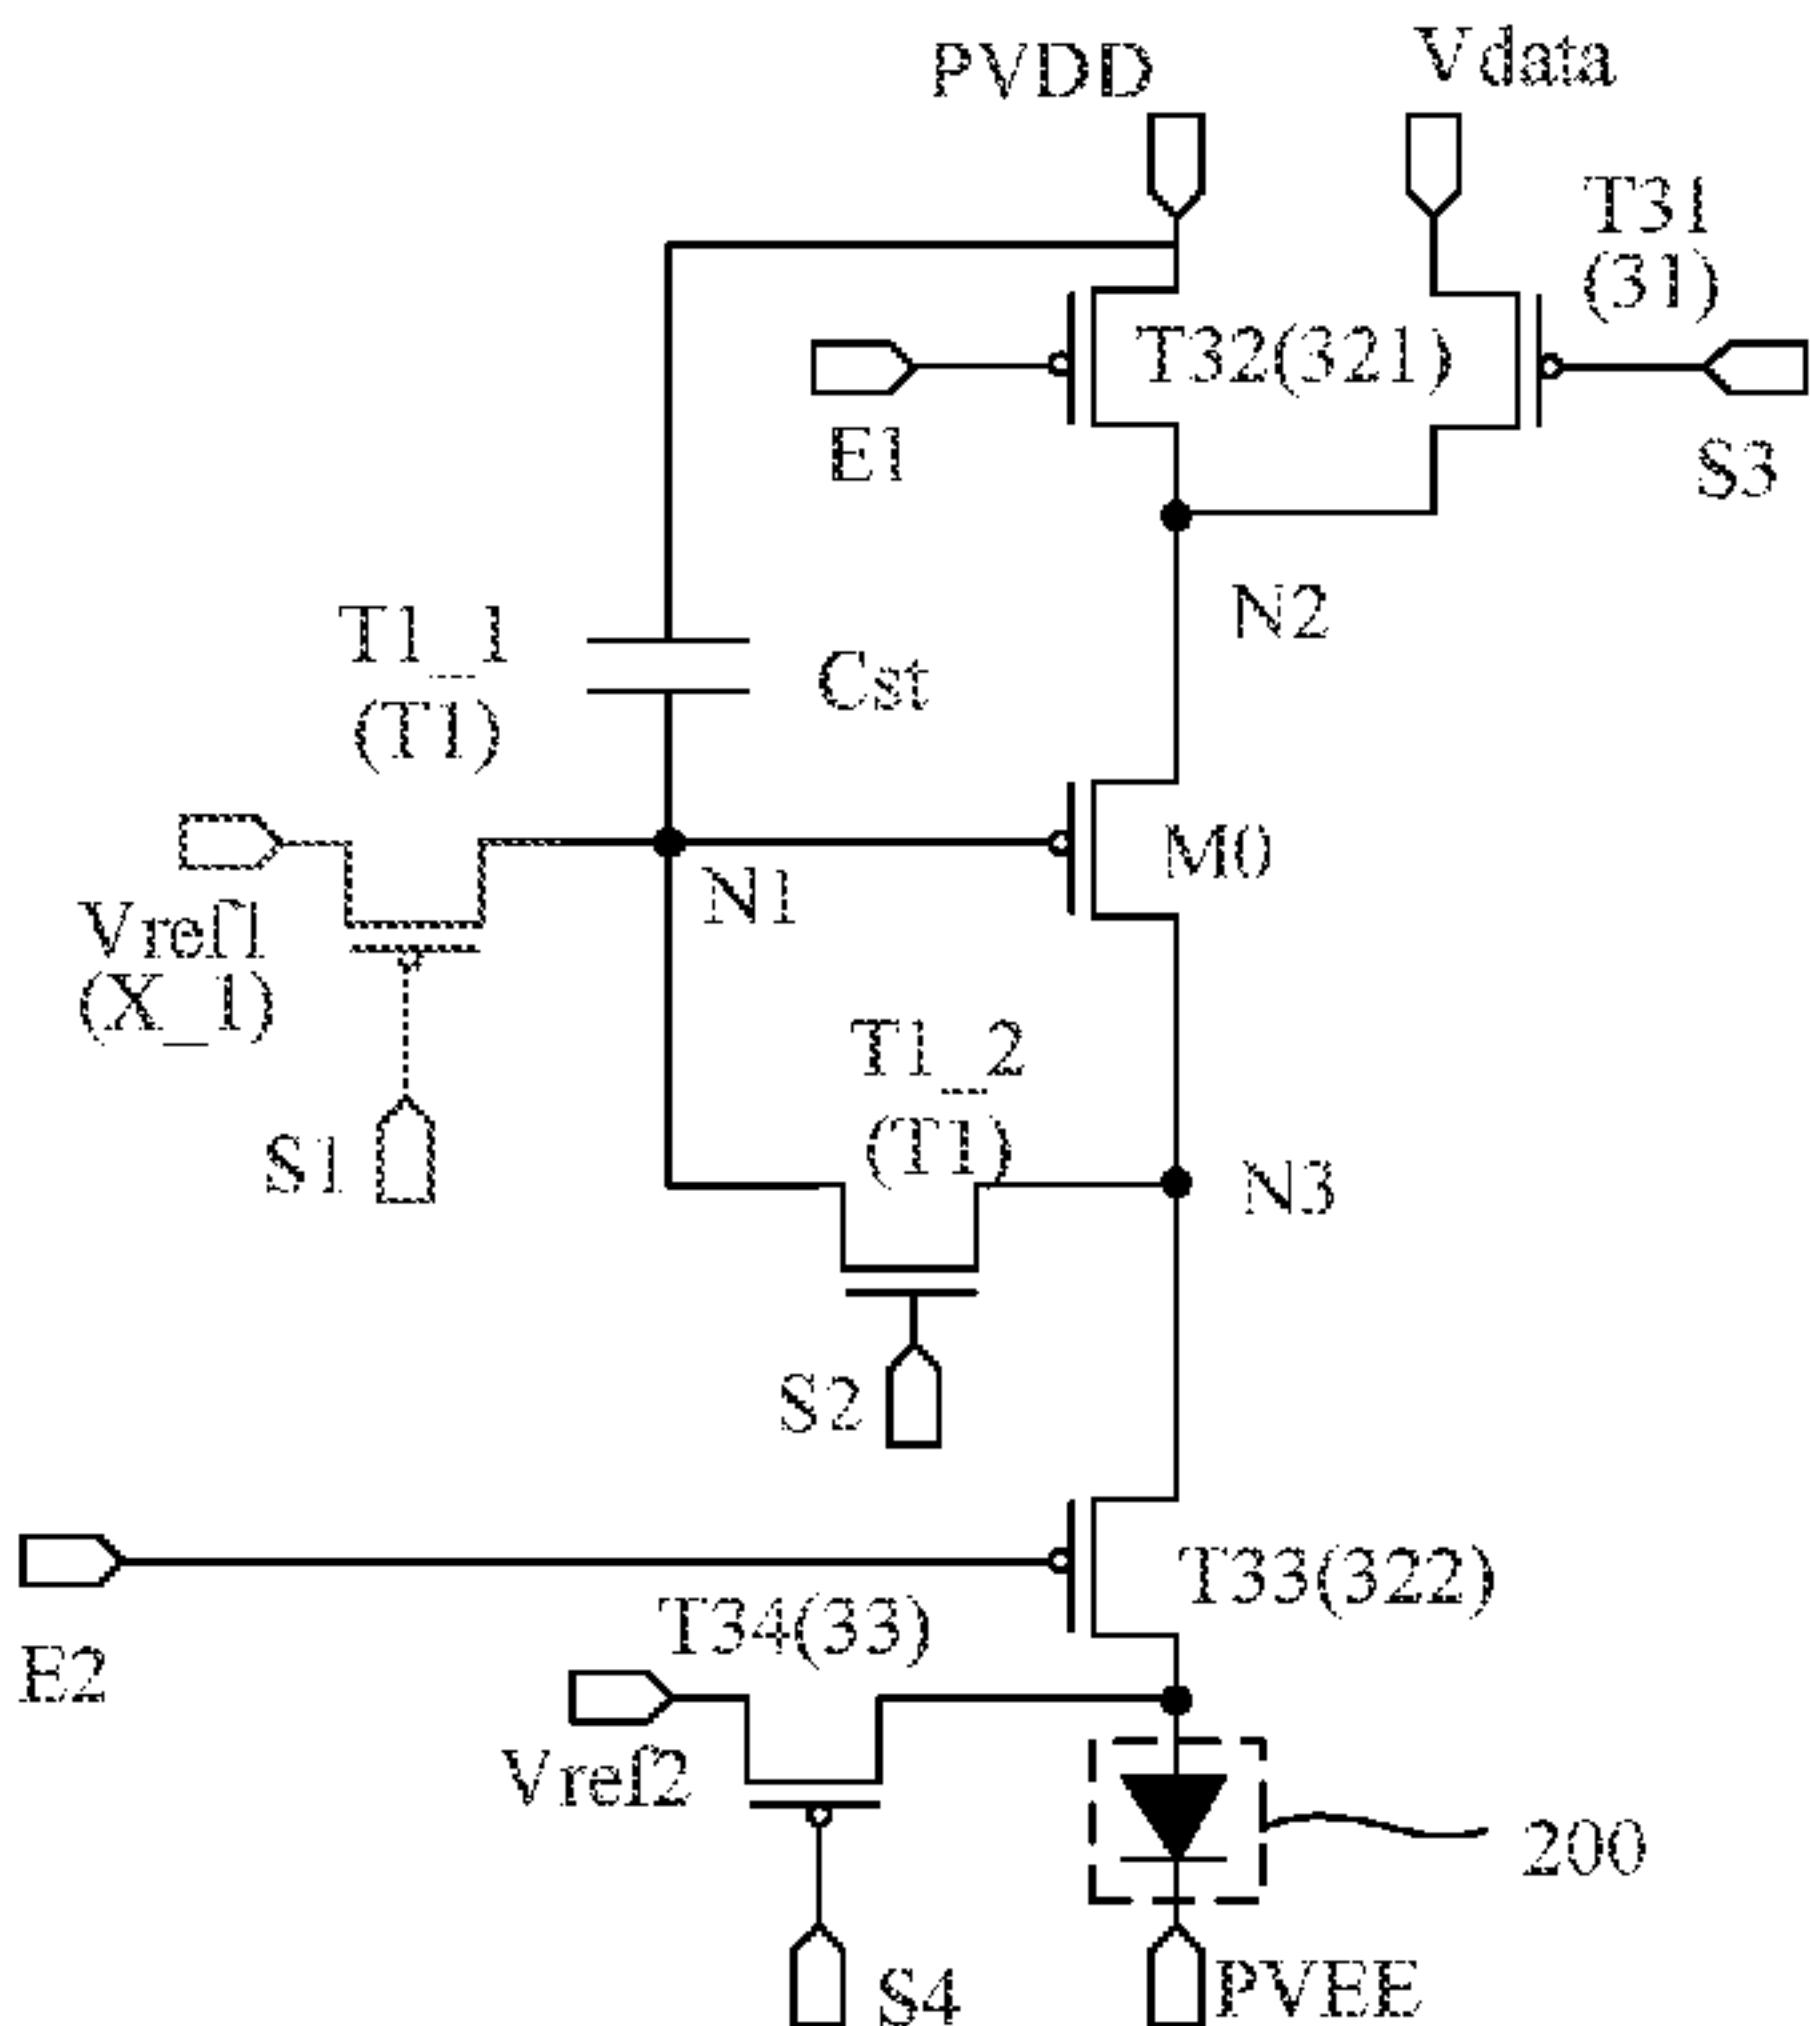 PVDD
Vdata
T31
(31)
T32(321)
E1
S3
N2
T1_1
(T1)
Cst
M0
N1
Vref1
(X_1)
T1_2
(T1)
S1
N3
S2
T33(322)
T34(33)
E2
Vref2
200
S4
PVEE